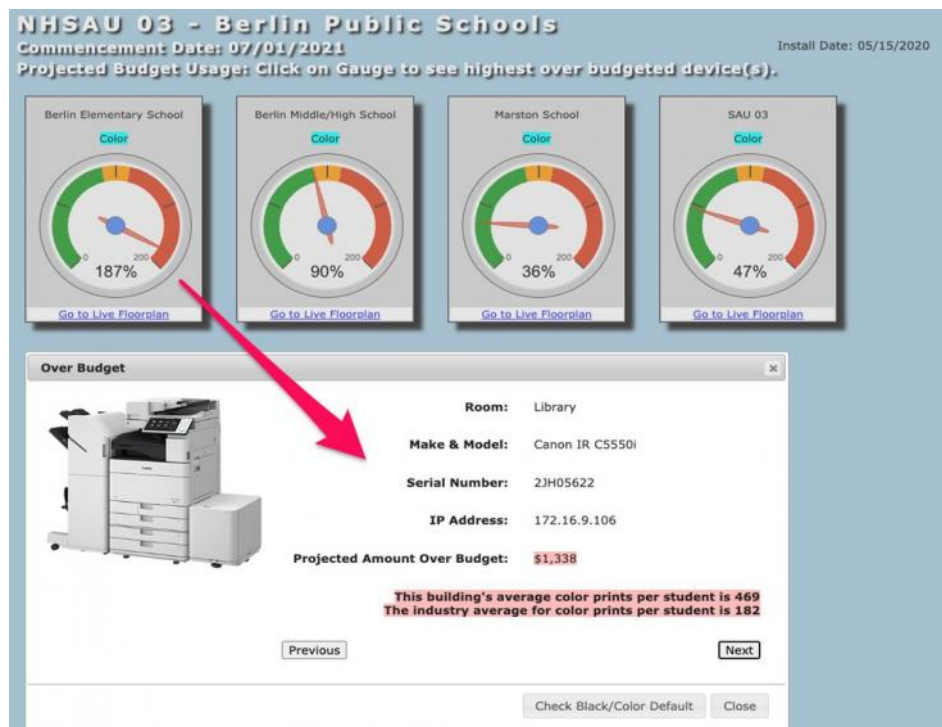 NHSAU 03 - Berlin Public Schools
Commencement Date: 07/01/2021
Install Date: 05/15/2020
Projected Budget Usage: Click on Gauge to see highest over budgeted device(s).
Berlin Elementary School
Color
0 200
187%
Go to Live Floorplan
Berlin Middle/High School
Color
0 200
90%
Go to Live Floorplan
Marston School
Color
0 200
36%
Go to Live Floorplan
SAU 03
Color
0 200
47%
Go to Live Floorplan
Over Budget
Room: Library
Make & Model: Canon IR C5550i
Serial Number: 2JH05622
IP Address: 172.16.9.106
Projected Amount Over Budget: $1,338
This building's average color prints per student is 469
The industry average for color prints per student is 182
Previous
Next
Check Black/Color Default
Close